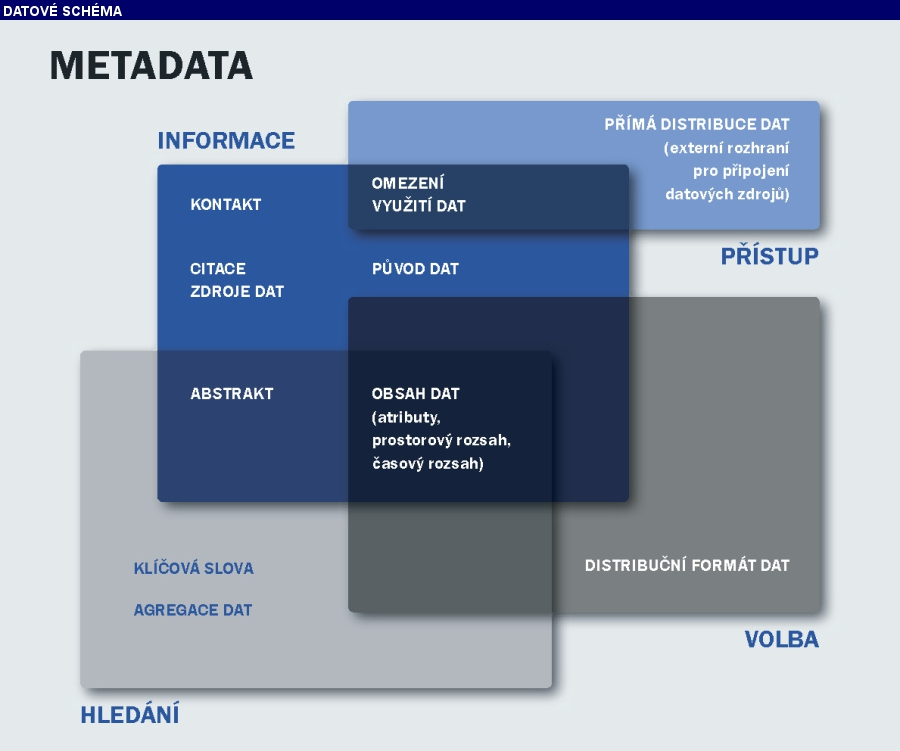 DATOVÉ SCHÉMA
METADATA
INFORMACE
PŘÍMÁ DISTRIBUCE DAT
(externí rozhraní
pro připojení
datových zdrojů)
PŘÍSTUP
KONTAKT
OMEZENÍ
VYUŽITÍ DAT
CITACE
ZDROJE DAT
PŮVOD DAT
ABSTRAKT
OBSAH DAT
(atributy,
prostorový rozsah,
časový rozsah)
KLÍČOVÁ SLOVA
AGREGACE DAT
DISTRIBUČNÍ FORMÁT DAT
VOLBA
HLEDÁNÍ